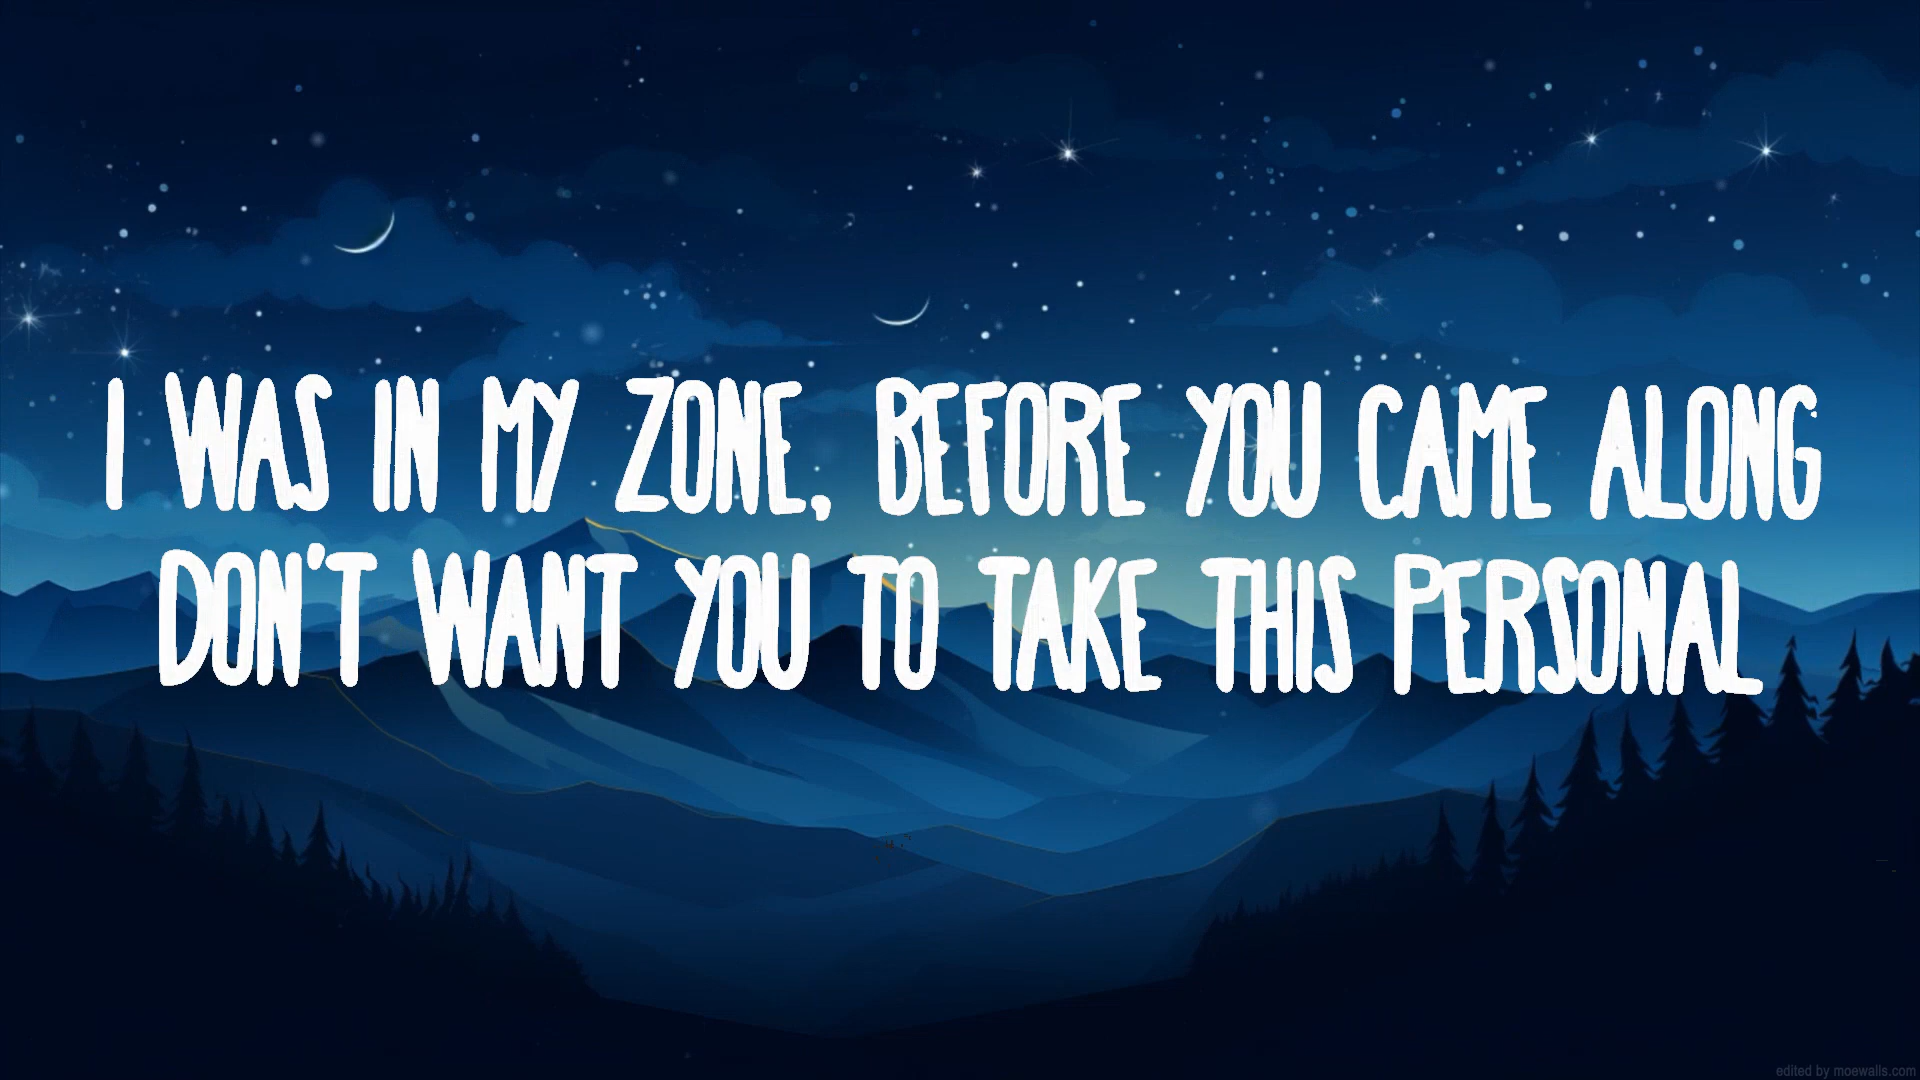 I WAS IN MY ZONE, BEFORE YOU CAME ALONG
DON'T WANT YOU TO TAKE THIS PERSONAL
edited by moewalls.com